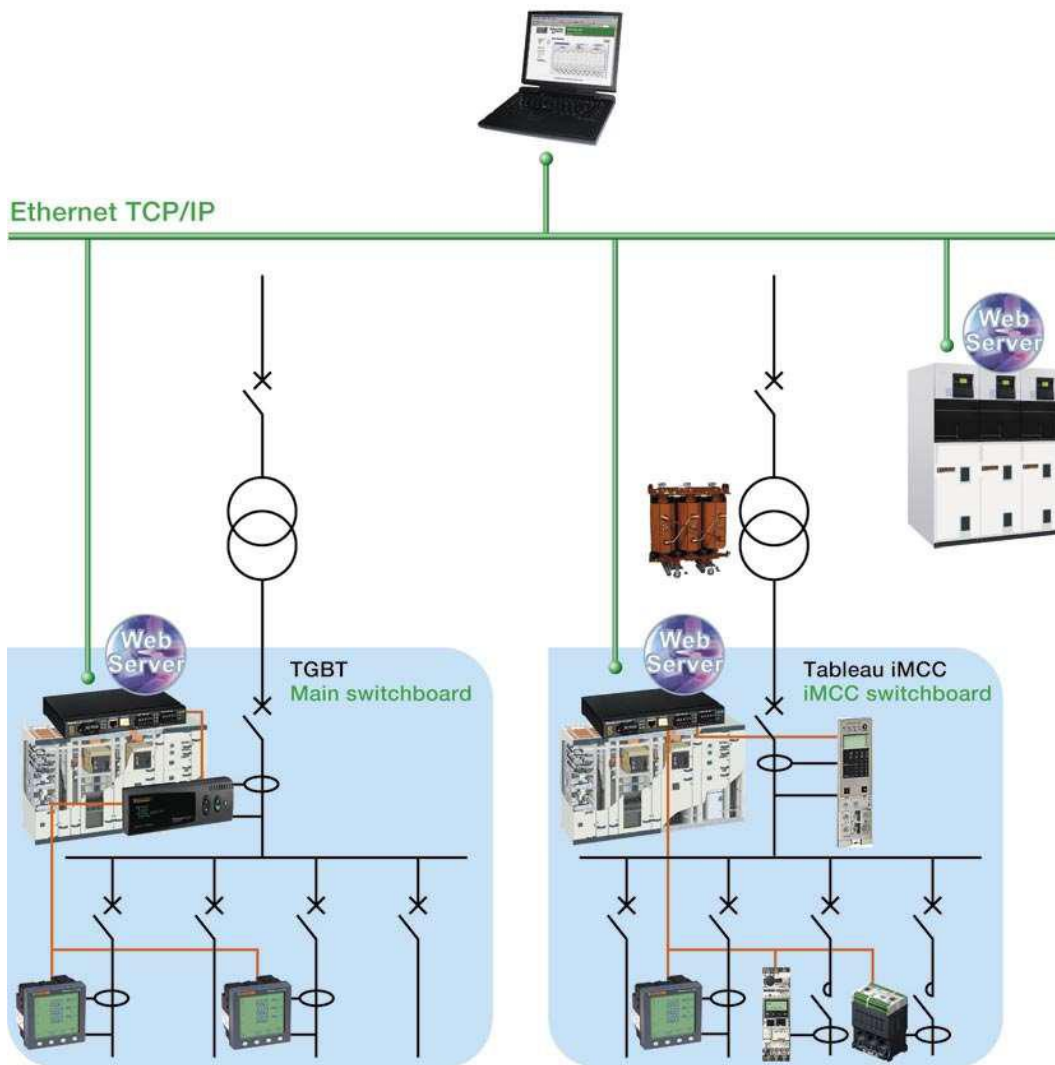 Ethernet TCP/IP
Web
Server
Web
Server
TGBT
Main switchboard
Web
Server
Tableau iMCC
iMCC switchboard